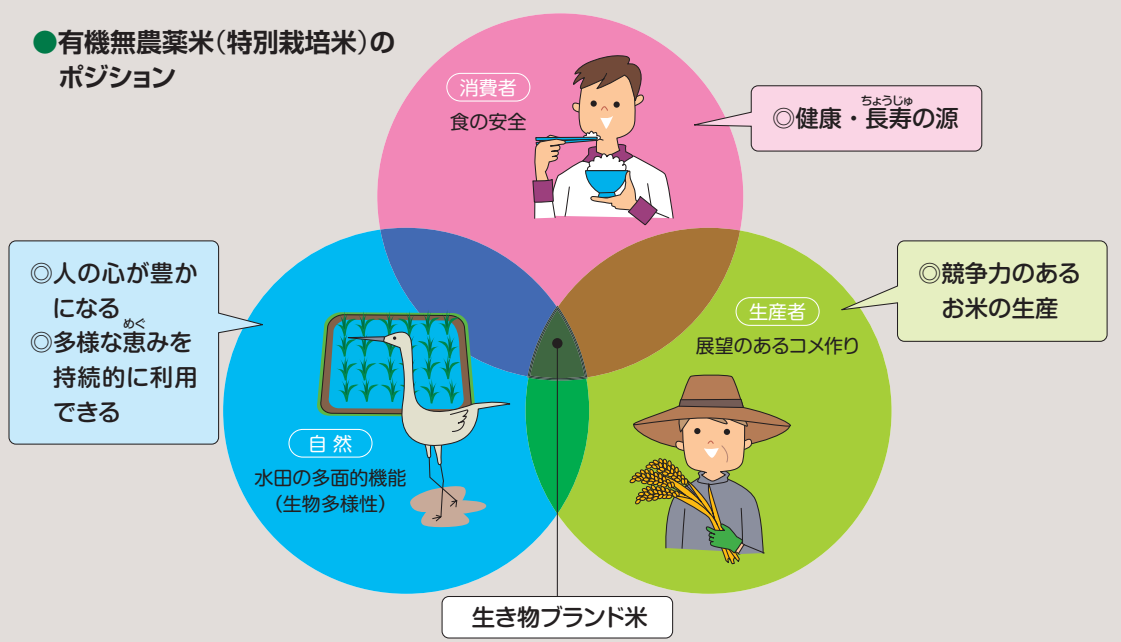 ●有機無農薬米(特別栽培米)の
ポジション
消費者
食の安全
ちょうじゅ
◎健康・長寿の源
◎人の心が豊か
になる
めぐ
◎多様な恵みを
持続的に利用
できる
自然
水田の多面的機能
(生物多様性)
生産者
展望のあるコメ作り
◎競争力のある
お米の生産
生き物ブランド米